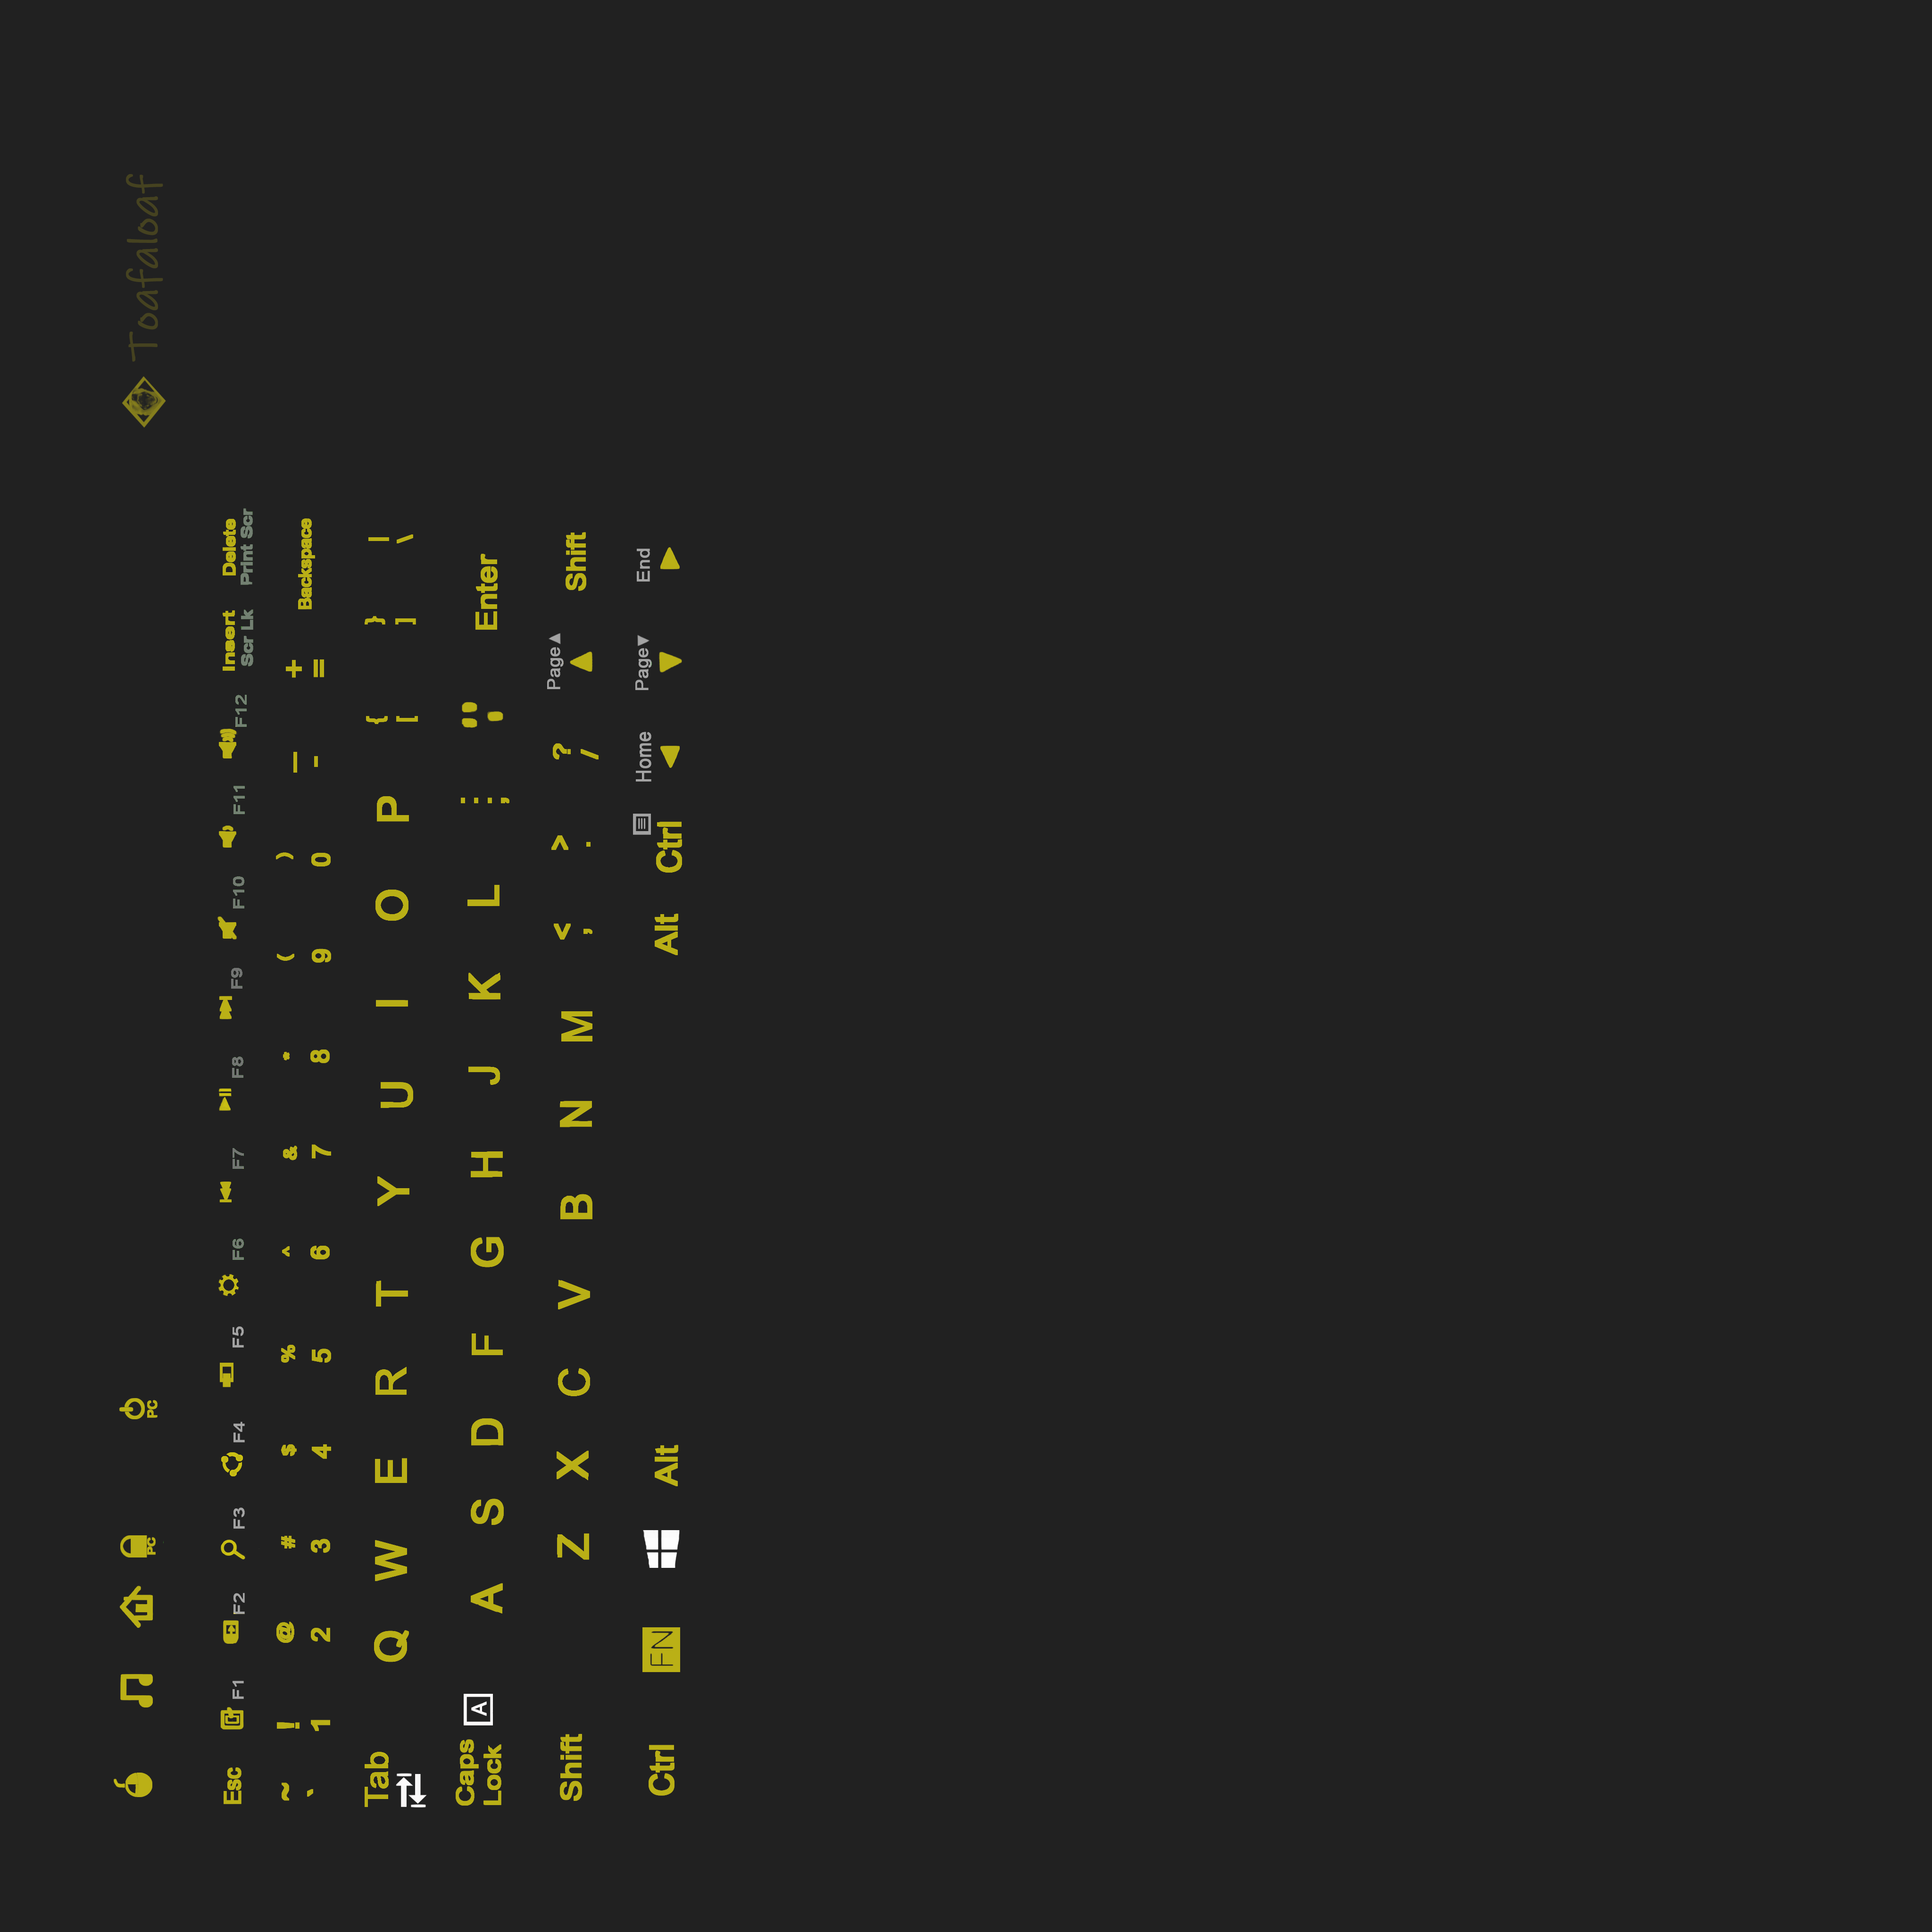 Toafaloaf
PC PC
Esc F1 F2 F3 F4 F5 F6 F7 F8 F9 F10 F11 F12 Insert Delete
Scr Lk Print Scr
~ ! @ # $ % ^ & * ( ) _ + Backspace
` 1 2 3 4 5 6 7 8 9 0 - =
Tab Q W E R T Y U I O P { } |
[ ] \
Caps A S D F G H J K L : " Enter
Lock A ; '
Shift Z X C V B N M < > ? Page▲ Shift
, . /
Ctrl FN Alt Alt Ctrl Home Page▼ End